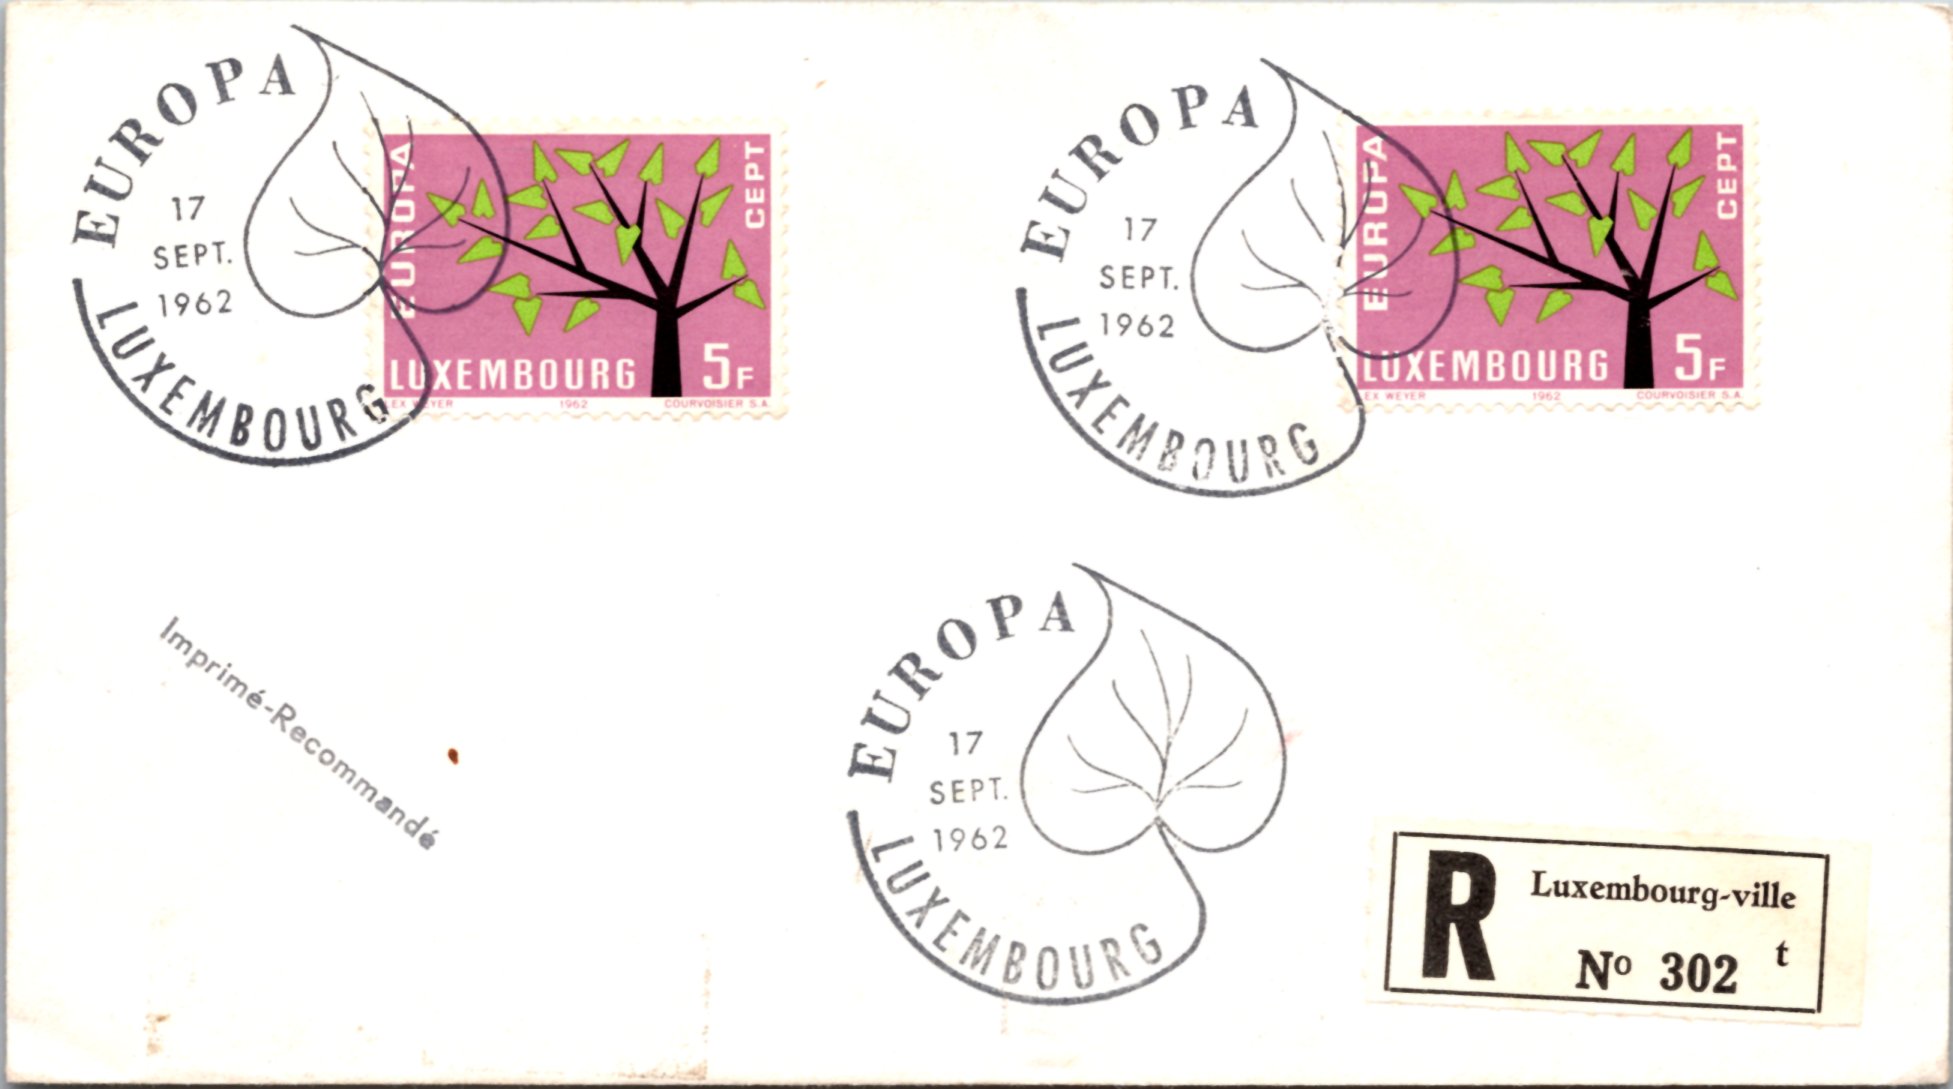 EUROPA
17
SEPT.
1962
LUXEMBOURG
EUROPA
CEPT
LUXEMBOURG 5F
LEX WEYER 1962 COURVOISIER S.A.
EUROPA
17
SEPT.
1962
LUXEMBOURG
EUROPA
CEPT
LUXEMBOURG 5F
LEX WEYER 1962 COURVOISIER S.A.
Imprimé-Recommandé
EUROPA
17
SEPT.
1962
LUXEMBOURG
R Luxembourg-ville
Nº 302 t